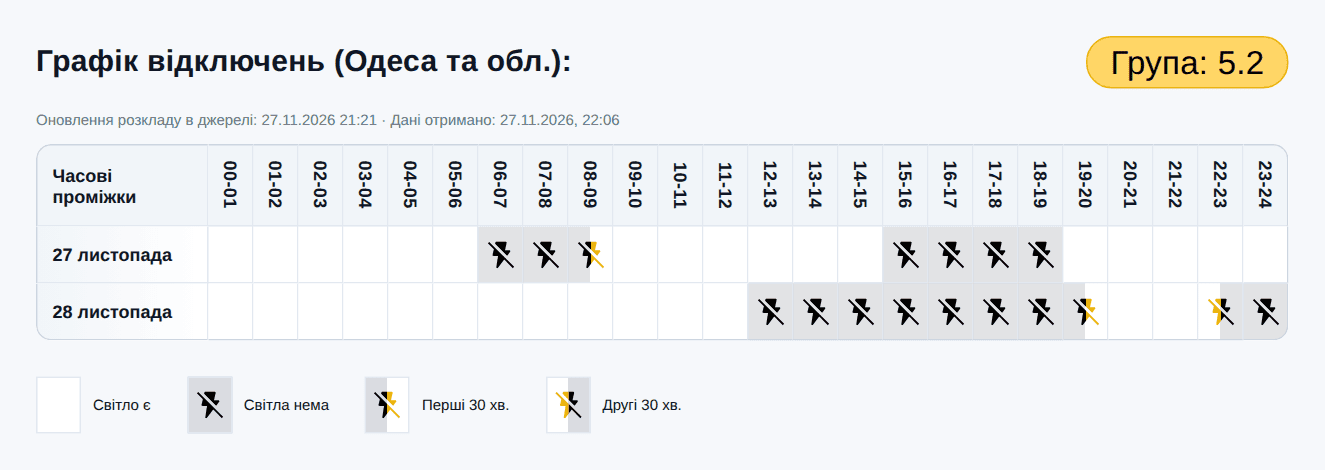 Графік відключень (Одеса та обл.):
Група: 5.2
Оновлення розкладу в джерелі: 27.11.2026 21:21 · Дані отримано: 27.11.2026, 22:06
Часові
проміжки
00-01
01-02
02-03
03-04
04-05
05-06
06-07
07-08
08-09
09-10
10-11
11-12
12-13
13-14
14-15
15-16
16-17
17-18
18-19
19-20
20-21
21-22
22-23
23-24
27 листопада
28 листопада
Світло є
Світла нема
Перші 30 хв.
Другі 30 хв.